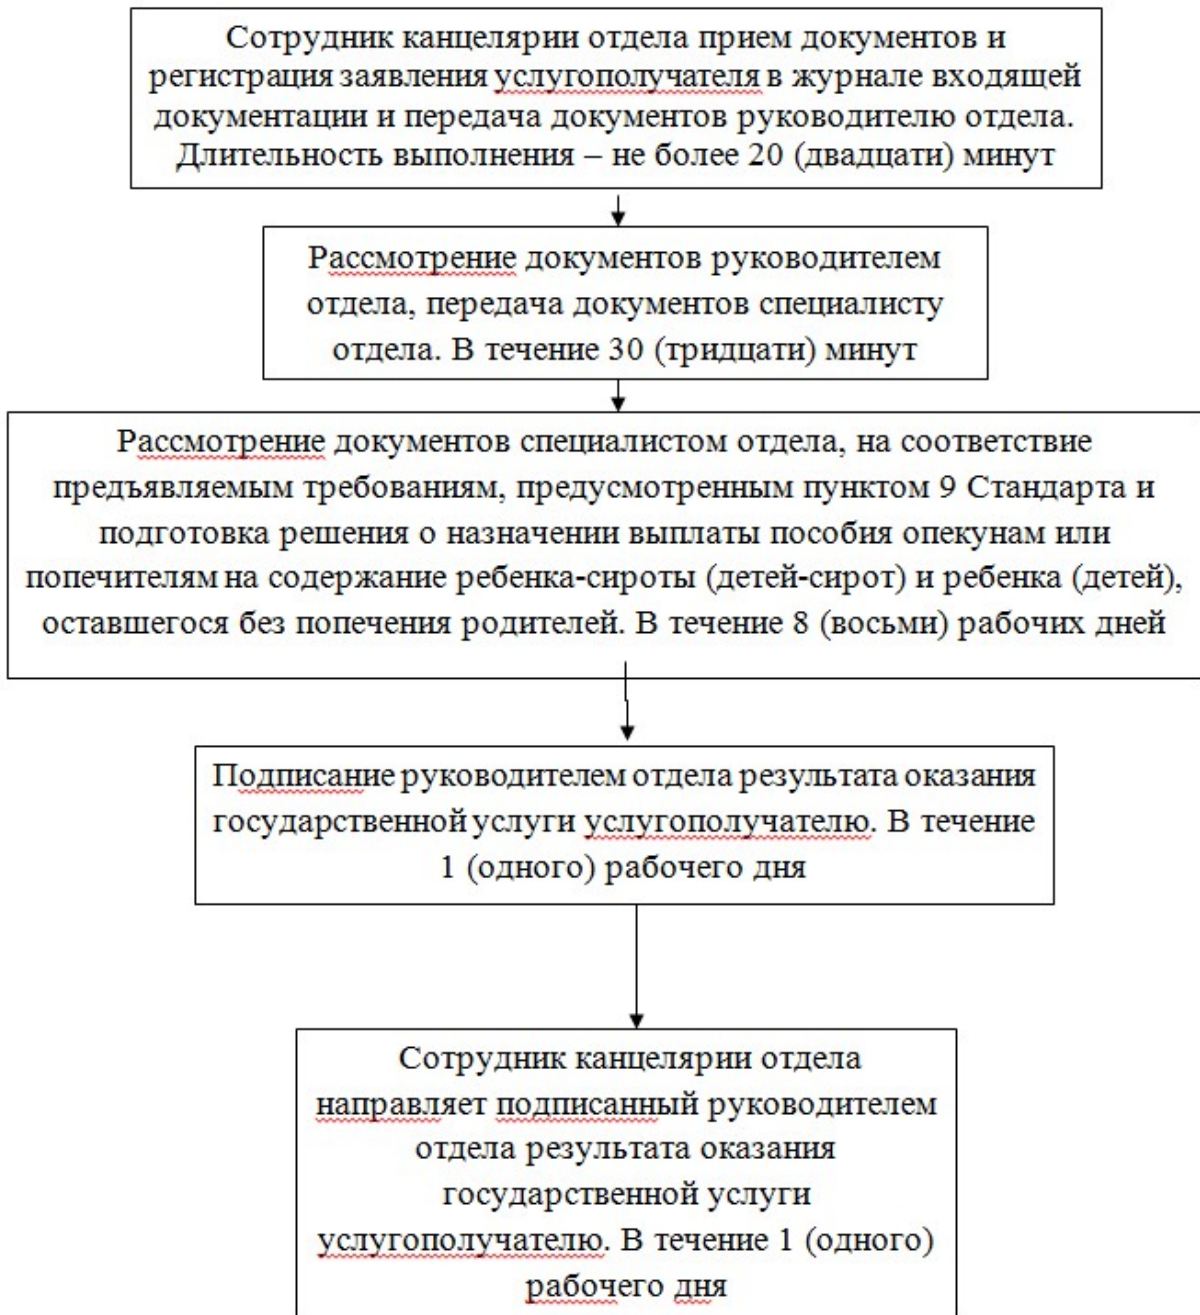 Сотрудник канцелярии отдела прием документов и
регистрация заявления услугополучателя в журнале входящей
документации и передача документов руководителю отдела.
Длительность выполнения – не более 20 (двадцати) минут
Рассмотрение документов руководителем
отдела, передача документов специалисту
отдела. В течение 30 (тридцати) минут
Рассмотрение документов специалистом отдела, на соответствие
предъявляемым требованиям, предусмотренным пунктом 9 Стандарта и
подготовка решения о назначении выплаты пособия опекунам или
попечителям на содержание ребенка-сироты (детей-сирот) и ребенка (детей),
оставшегося без попечения родителей. В течение 8 (восьми) рабочих дней
Подписание руководителем отдела результата оказания
государственной услуги услугополучателю. В течение
1 (одного) рабочего дня
Сотрудник канцелярии отдела
направляет подписанный руководителем
отдела результата оказания
государственной услуги
услугополучателю. В течение 1 (одного)
рабочего дня